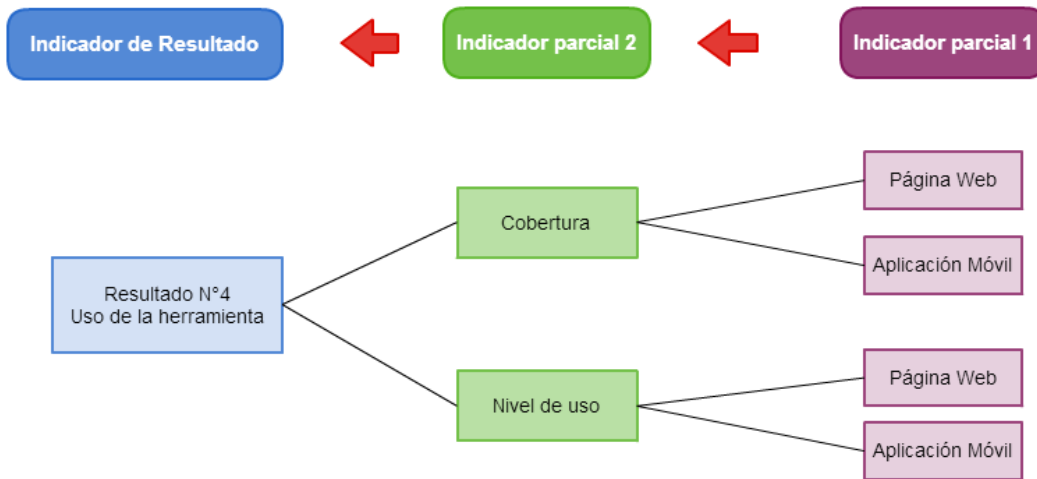 Indicador de Resultado
Indicador parcial 2
Indicador parcial 1
Página Web
Cobertura
Aplicación Móvil
Resultado N°4
Uso de la herramienta
Página Web
Nivel de uso
Aplicación Móvil